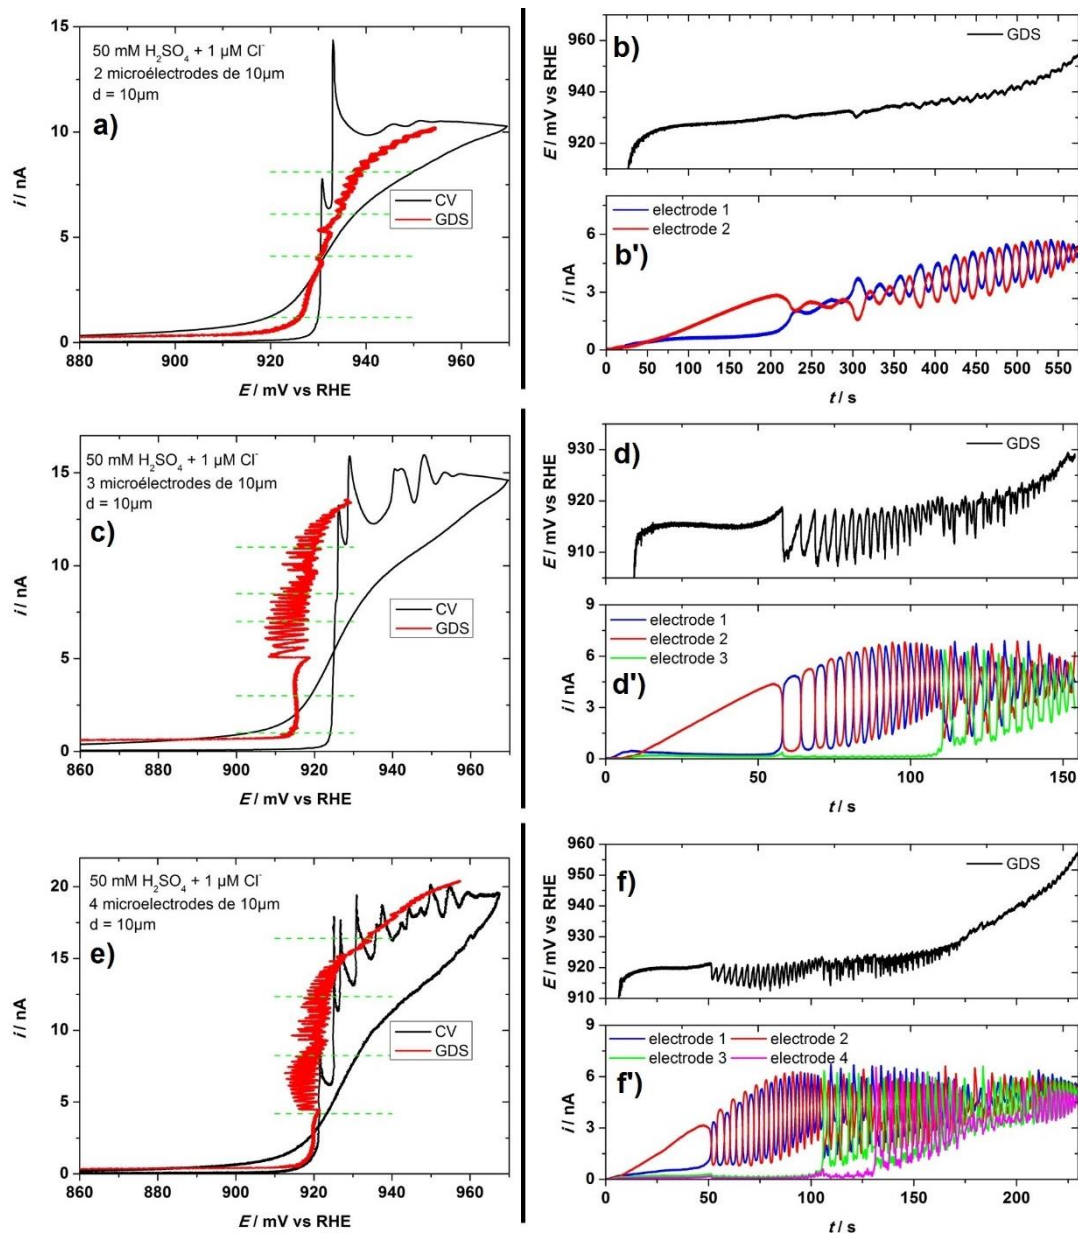 50 mM H₂SO₄ + 1 µM Cl⁻
2 microélectrodes de 10µm
d = 10µm
a)
15
10
5
0
i / nA
CV
GDS
880 900 920 940 960
E / mV vs RHE
b)
GDS
960
940
920
E / mV vs RHE
electrode 1
electrode 2
b')
6
3
0
i / nA
0 50 100 150 200 250 300 350 400 450 500 550
t / s
50 mM H₂SO₄ + 1 µM Cl⁻
3 microélectrodes de 10µm
d = 10µm
c)
15
10
5
0
i / nA
CV
GDS
860 880 900 920 940 960
E / mV vs RHE
d)
GDS
930
920
910
E / mV vs RHE
electrode 1
electrode 2
electrode 3
d')
9
6
3
0
i / nA
0 50 100 150
t / s
50 mM H₂SO₄ + 1 µM Cl⁻
4 microelectrodes de 10µm
d = 10µm
e)
20
15
10
5
0
i / nA
CV
GDS
860 880 900 920 940 960
E / mV vs RHE
f)
GDS
960
950
940
930
920
910
E / mV vs RHE
electrode 1 electrode 2
electrode 3 electrode 4
f')
9
6
3
0
i / nA
0 50 100 150 200
t / s